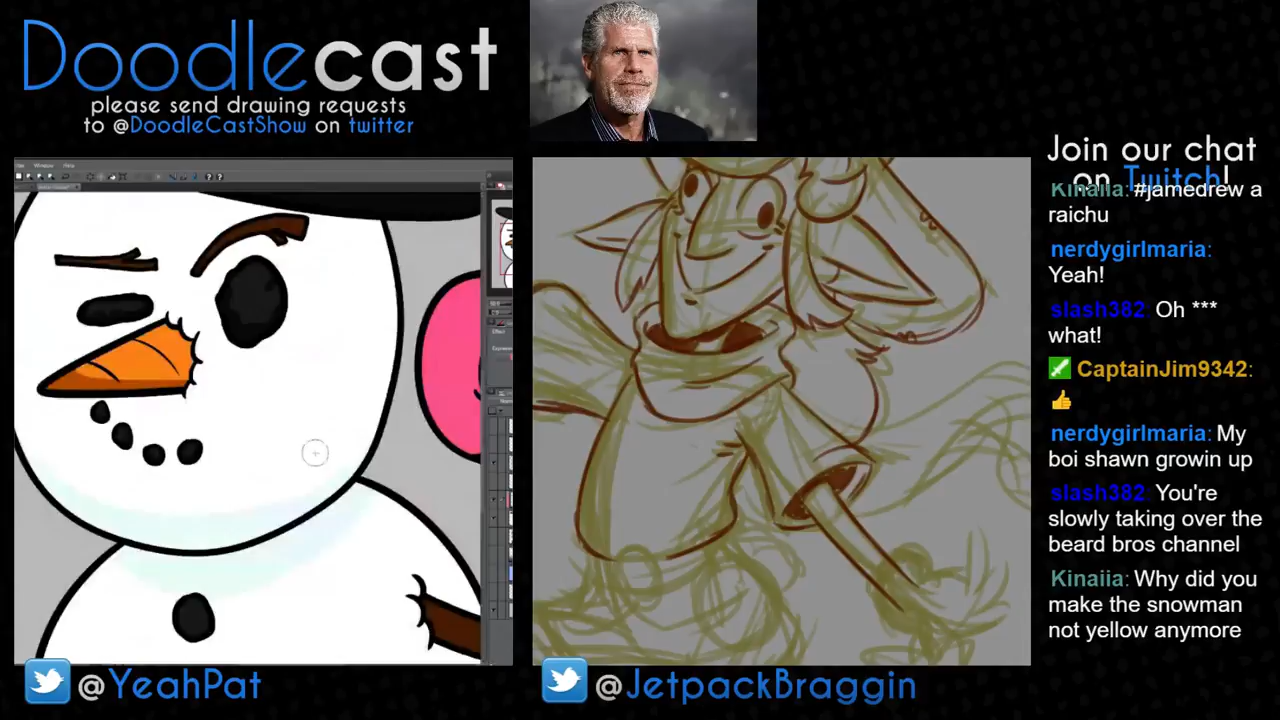 Doodlecast
please send drawing requests
to @DoodleCastShow on twitter
Window Help
Join our chat
on Twitch!
Kinaiia: #jamedrew a
raichu
nerdygirlmaria:
Yeah!
slash382: Oh ***
what!
CaptainJim9342:
👍
nerdygirlmaria: My
boi shawn growin up
slash382: You're
slowly taking over the
beard bros channel
Kinaiia: Why did you
make the snowman
not yellow anymore
@YeahPat
@JetpackBraggin